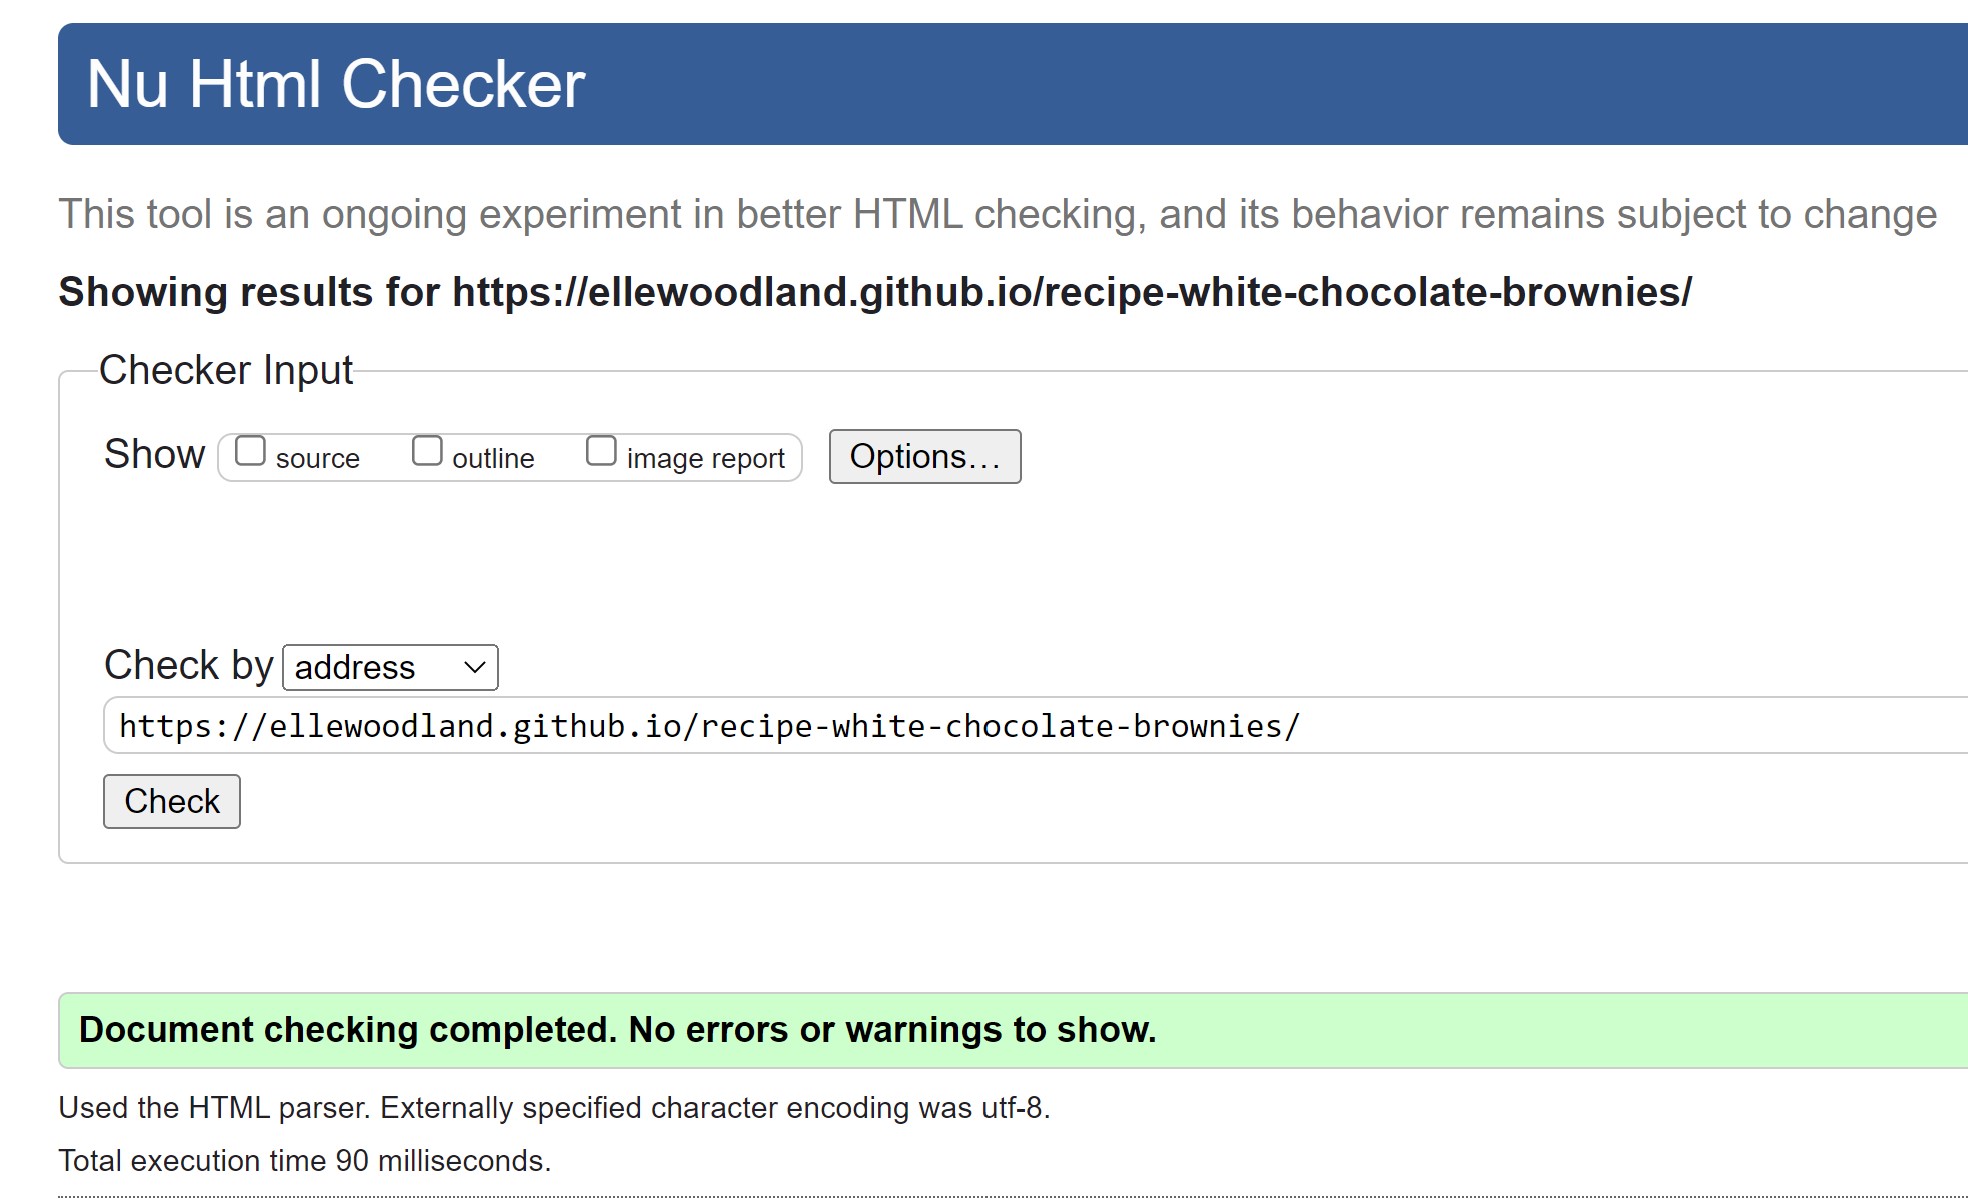 Nu Html Checker
This tool is an ongoing experiment in better HTML checking, and its behavior remains subject to change
Showing results for https://ellewoodland.github.io/recipe-white-chocolate-brownies/
Checker Input
Show source outline image report Options…
Check by address
https://ellewoodland.github.io/recipe-white-chocolate-brownies/
Check
Document checking completed. No errors or warnings to show.
Used the HTML parser. Externally specified character encoding was utf-8.
Total execution time 90 milliseconds.